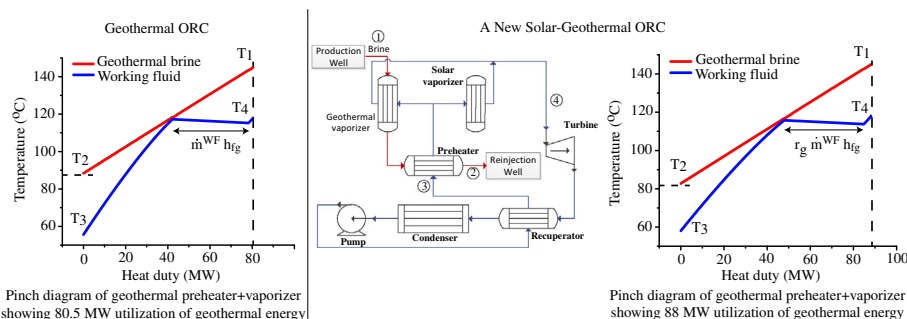 Geothermal ORC
A New Solar-Geothermal ORC
Geothermal brine
Working fluid
T1
T4
ṁ^WF h_fg
T2
T3
140
120
100
80
60
Temperature (°C)
0 20 40 60 80
Heat duty (MW)
Pinch diagram of geothermal preheater+vaporizer
showing 80.5 MW utilization of geothermal energy
①
Production
Well
Brine
Solar
vaporizer
④
Geothermal
vaporizer
Turbine
Preheater
②
Reinjection
Well
③
Pump
Condenser
Recuperator
Geothermal brine
Working fluid
T1
T4
r_g ṁ^WF h_fg
T2
T3
140
120
100
80
60
Temperature (°C)
0 20 40 60 80 100
Heat duty (MW)
Pinch diagram of geothermal preheater+vaporizer
showing 88 MW utilization of geothermal energy